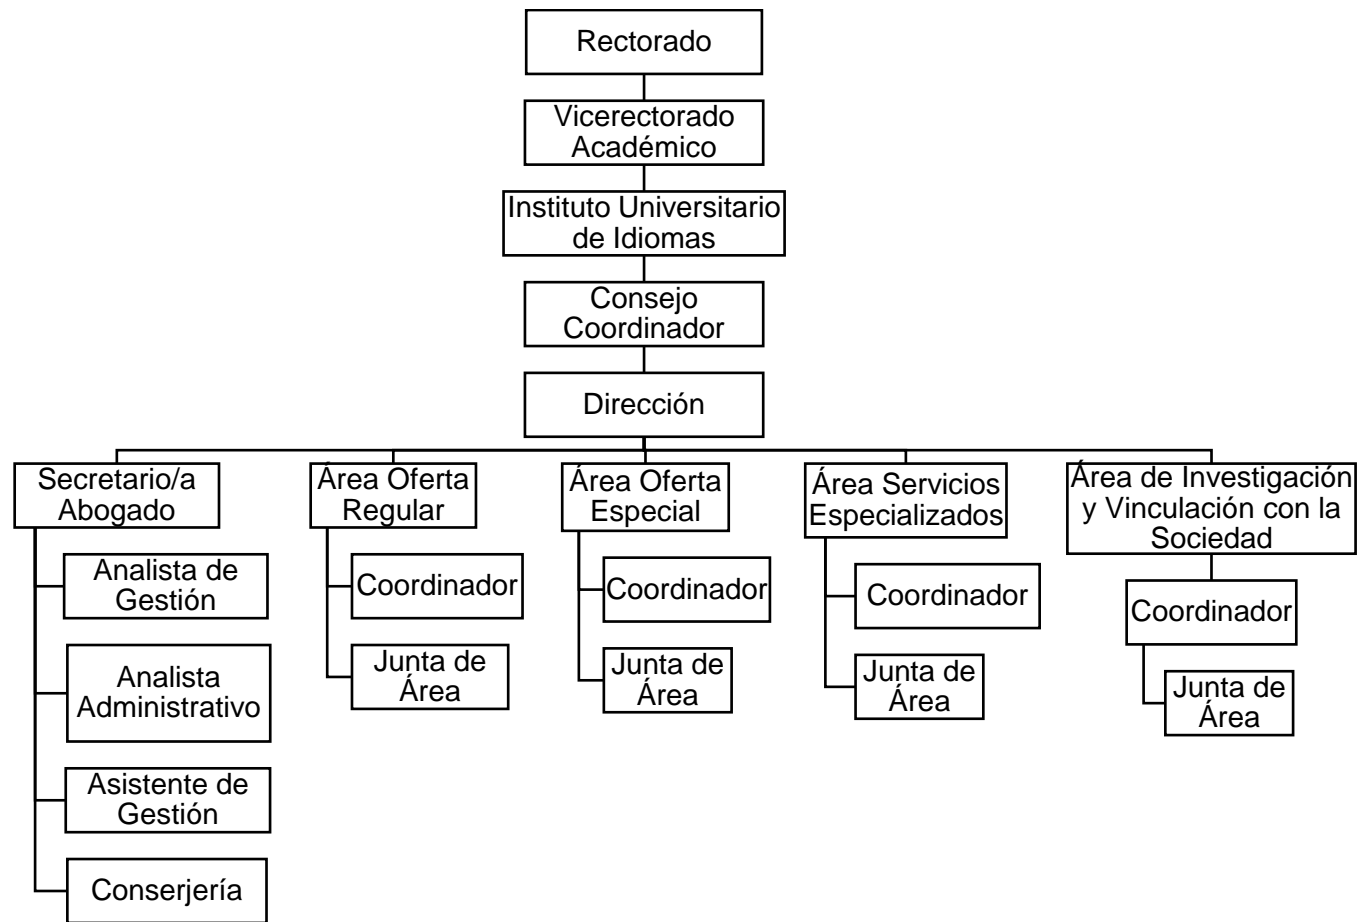 Rectorado
Vicerectorado
Académico
Instituto Universitario
de Idiomas
Consejo
Coordinador
Dirección
Secretario/a
Abogado
Analista de
Gestión
Analista
Administrativo
Asistente de
Gestión
Conserjería
Área Oferta
Regular
Coordinador
Junta de
Área
Área Oferta
Especial
Coordinador
Junta de
Área
Área Servicios
Especializados
Coordinador
Junta de
Área
Área de Investigación
y Vinculación con la
Sociedad
Coordinador
Junta de
Área